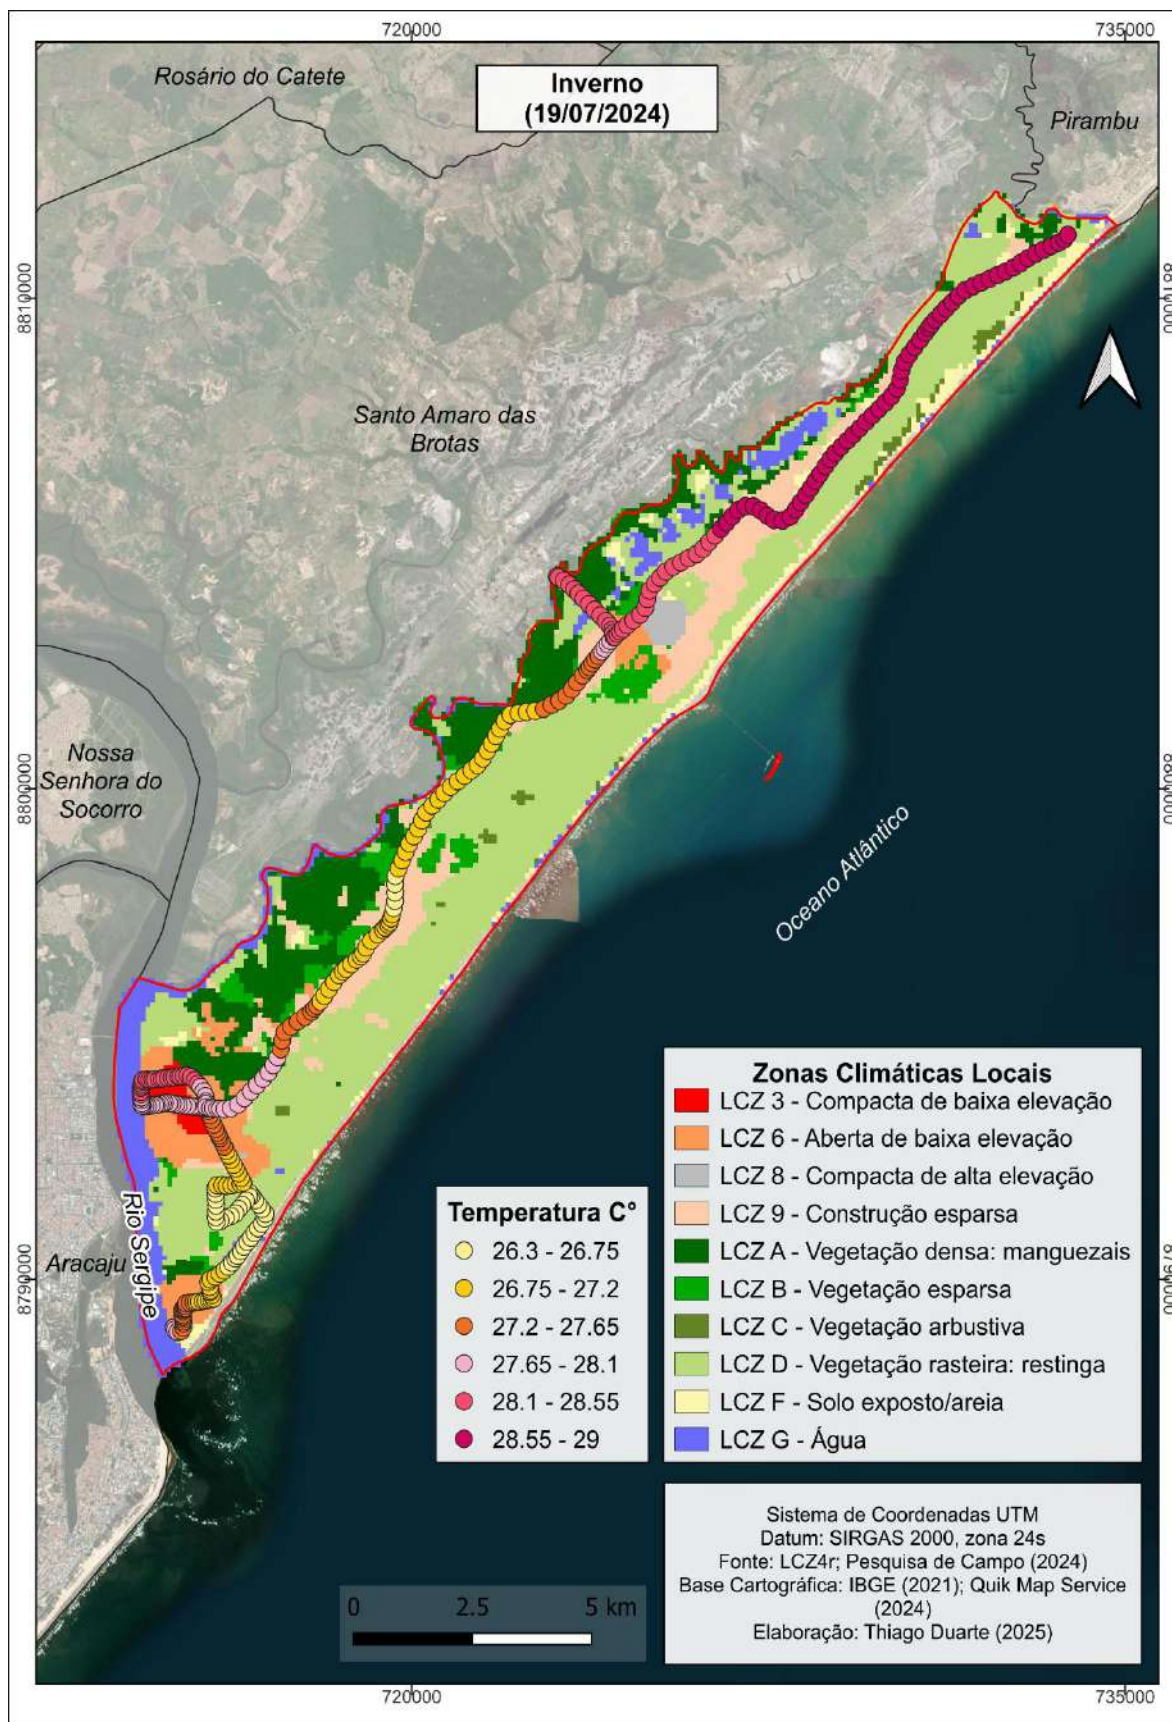 720000
735000
Rosário do Catete
Inverno
(19/07/2024)
Pirambu
8810000
8810000
Santo Amaro das
Brotas
Nossa
Senhora do
Socorro
8800000
8800000
Oceano Atlântico
Rio Sergipe
Aracaju
8790000
8790000
Temperatura C°
26.3 - 26.75
26.75 - 27.2
27.2 - 27.65
27.65 - 28.1
28.1 - 28.55
28.55 - 29
Zonas Climáticas Locais
LCZ 3 - Compacta de baixa elevação
LCZ 6 - Aberta de baixa elevação
LCZ 8 - Compacta de alta elevação
LCZ 9 - Construção esparsa
LCZ A - Vegetação densa: manguezais
LCZ B - Vegetação esparsa
LCZ C - Vegetação arbustiva
LCZ D - Vegetação rasteira: restinga
LCZ F - Solo exposto/areia
LCZ G - Água
0 2.5 5 km
Sistema de Coordenadas UTM
Datum: SIRGAS 2000, zona 24s
Fonte: LCZ4r; Pesquisa de Campo (2024)
Base Cartográfica: IBGE (2021); Quik Map Service
(2024)
Elaboração: Thiago Duarte (2025)
720000
735000